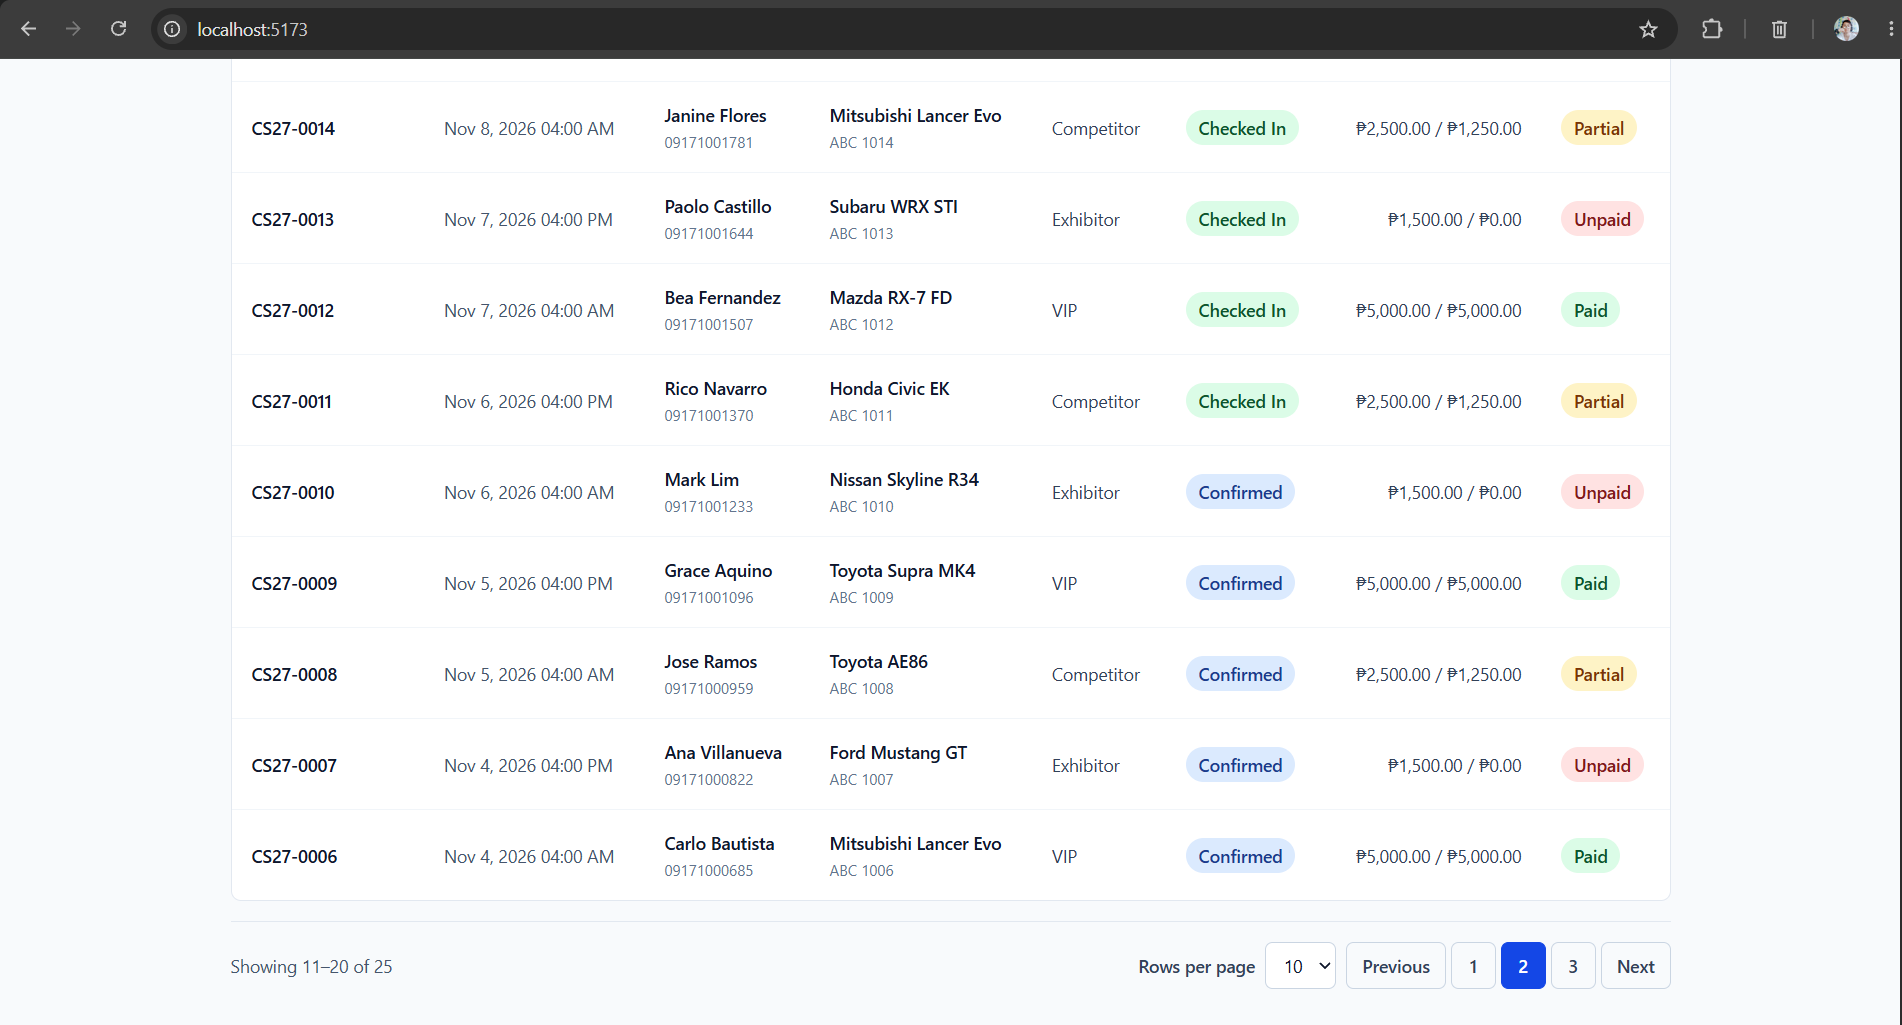 localhost:5173
CS27-0014 Nov 8, 2026 04:00 AM Janine Flores Mitsubishi Lancer Evo Competitor Checked In ₱2,500.00 / ₱1,250.00 Partial
09171001781 ABC 1014
CS27-0013 Nov 7, 2026 04:00 PM Paolo Castillo Subaru WRX STI Exhibitor Checked In ₱1,500.00 / ₱0.00 Unpaid
09171001644 ABC 1013
CS27-0012 Nov 7, 2026 04:00 AM Bea Fernandez Mazda RX-7 FD VIP Checked In ₱5,000.00 / ₱5,000.00 Paid
09171001507 ABC 1012
CS27-0011 Nov 6, 2026 04:00 PM Rico Navarro Honda Civic EK Competitor Checked In ₱2,500.00 / ₱1,250.00 Partial
09171001370 ABC 1011
CS27-0010 Nov 6, 2026 04:00 AM Mark Lim Nissan Skyline R34 Exhibitor Confirmed ₱1,500.00 / ₱0.00 Unpaid
09171001233 ABC 1010
CS27-0009 Nov 5, 2026 04:00 PM Grace Aquino Toyota Supra MK4 VIP Confirmed ₱5,000.00 / ₱5,000.00 Paid
09171001096 ABC 1009
CS27-0008 Nov 5, 2026 04:00 AM Jose Ramos Toyota AE86 Competitor Confirmed ₱2,500.00 / ₱1,250.00 Partial
09171000959 ABC 1008
CS27-0007 Nov 4, 2026 04:00 PM Ana Villanueva Ford Mustang GT Exhibitor Confirmed ₱1,500.00 / ₱0.00 Unpaid
09171000822 ABC 1007
CS27-0006 Nov 4, 2026 04:00 AM Carlo Bautista Mitsubishi Lancer Evo VIP Confirmed ₱5,000.00 / ₱5,000.00 Paid
09171000685 ABC 1006
Showing 11–20 of 25 Rows per page 10 Previous 1 2 3 Next